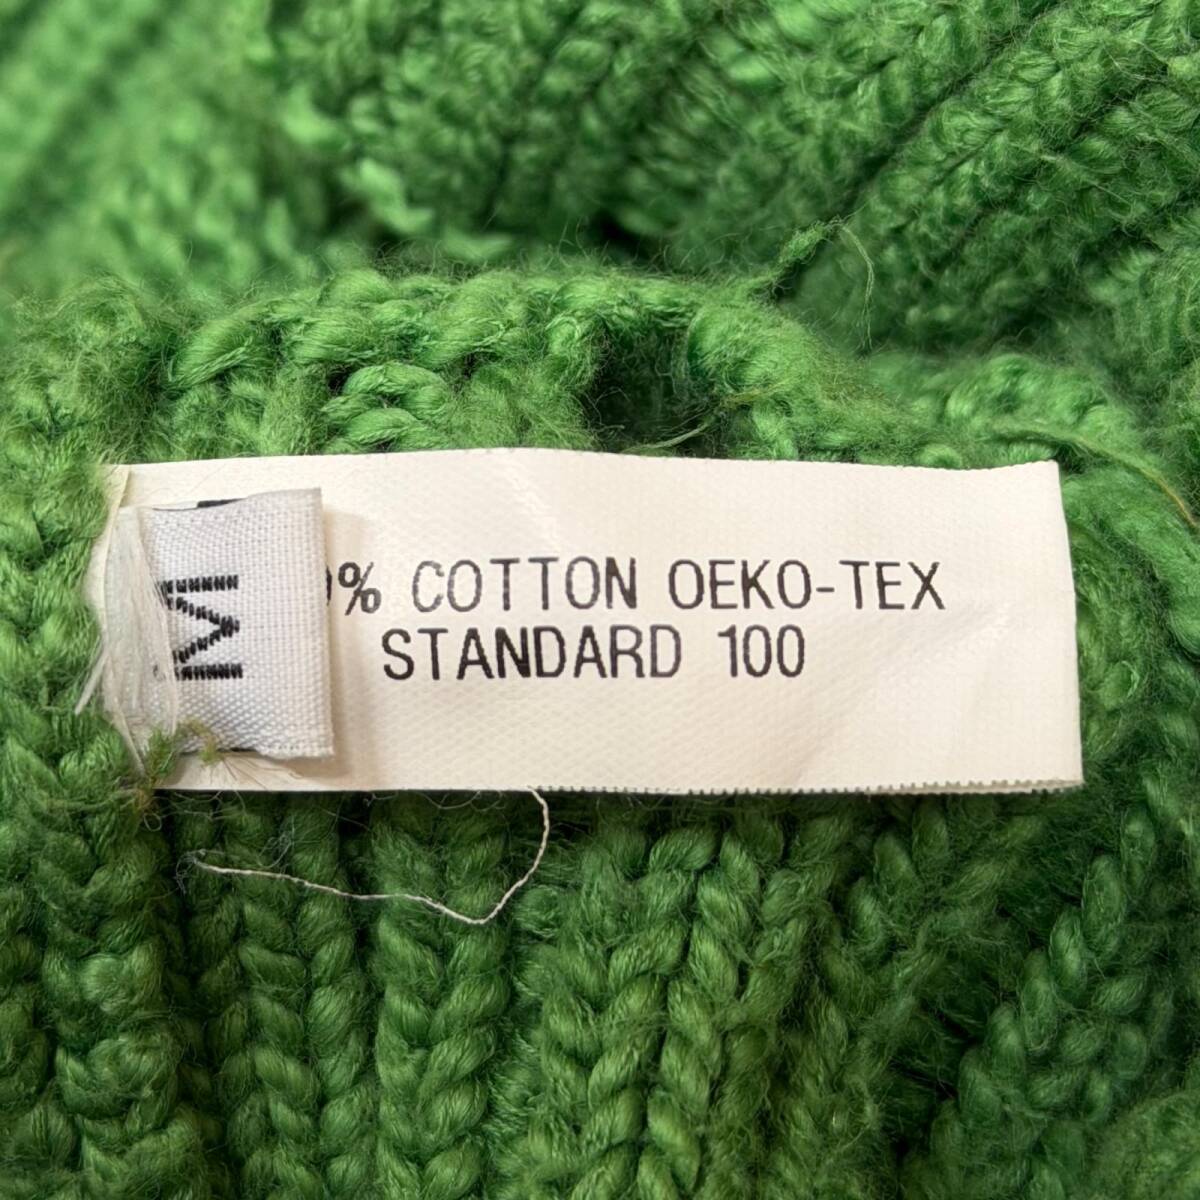 M
% COTTON OEKO-TEX
STANDARD 100